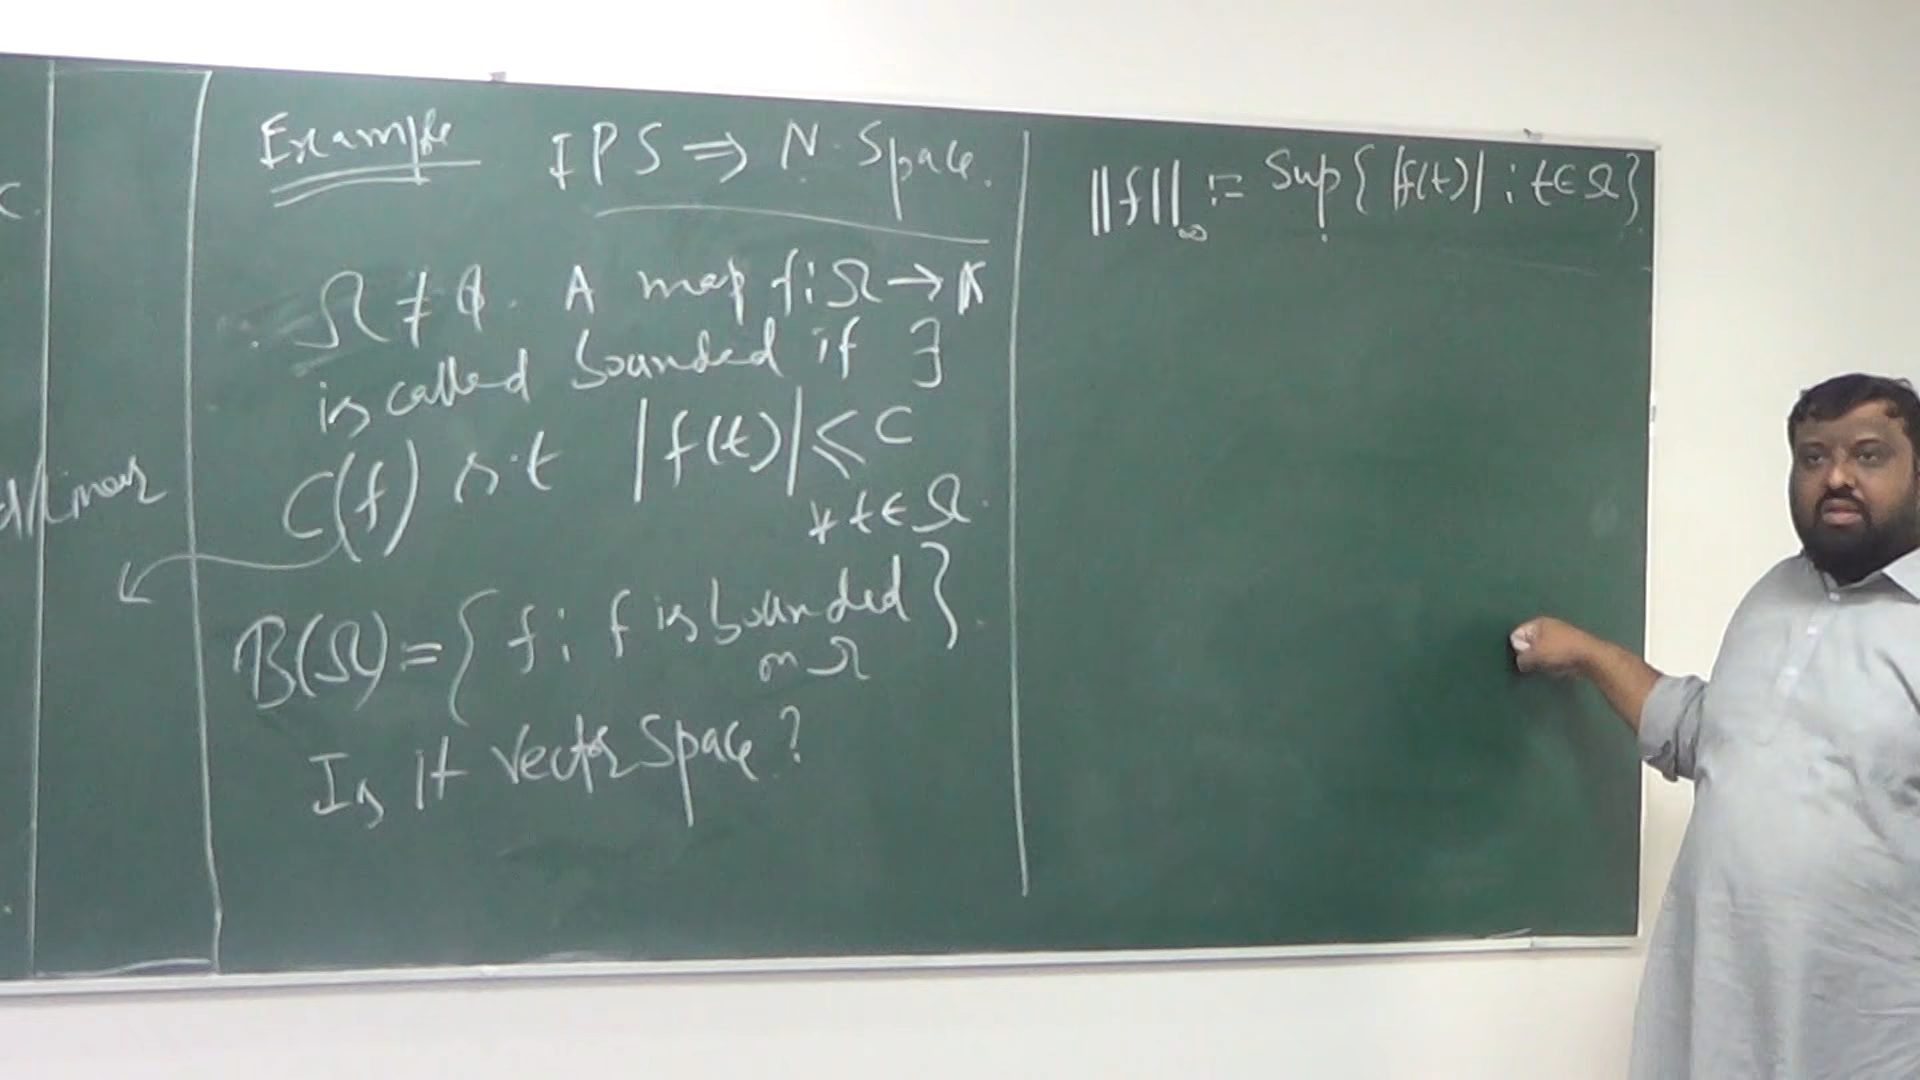 Example IPS ⇒ N. Space.
Ω ≠ ϕ. A map f: Ω → K
is called bounded if ∃
C(f) s.t |f(t)| ≤ C
∀ t ∈ Ω.
B(Ω) = { f ; f is bounded }.
on Ω
Is it vector Space ?
||f||∞ := Sup { |f(t)| ; t ∈ Ω }.